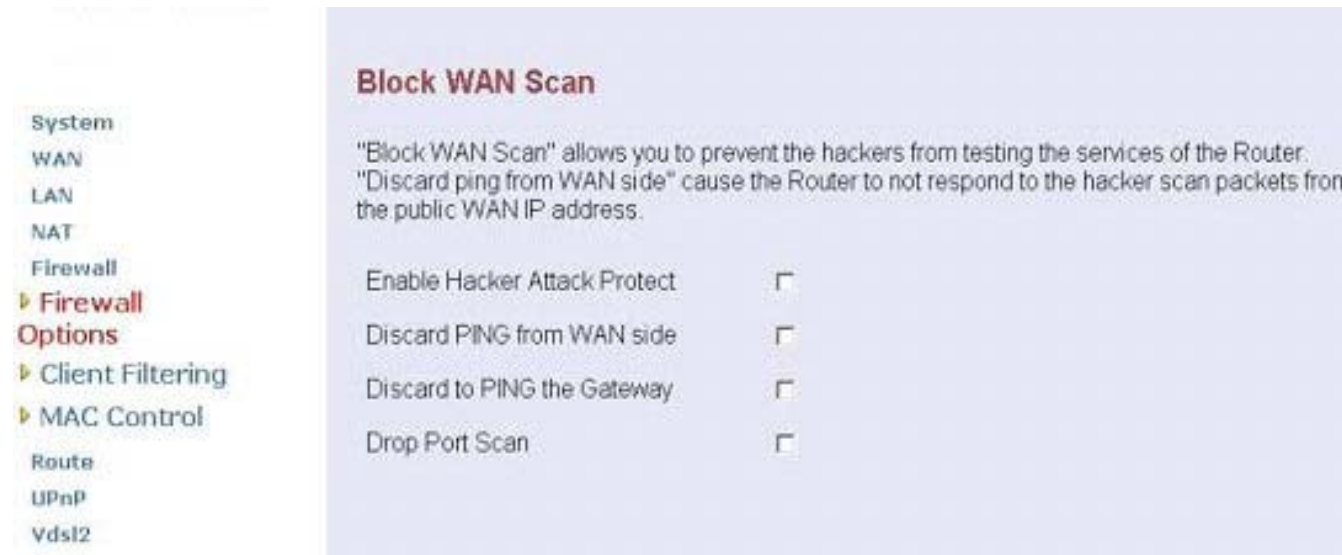 System
WAN
LAN
NAT
Firewall
Firewall
Options
Client Filtering
MAC Control
Route
UPnP
Vdsl2
Block WAN Scan
"Block WAN Scan" allows you to prevent the hackers from testing the services of the Router.
"Discard ping from WAN side" cause the Router to not respond to the hacker scan packets from
the public WAN IP address.
Enable Hacker Attack Protect
Discard PING from WAN side
Discard to PING the Gateway
Drop Port Scan